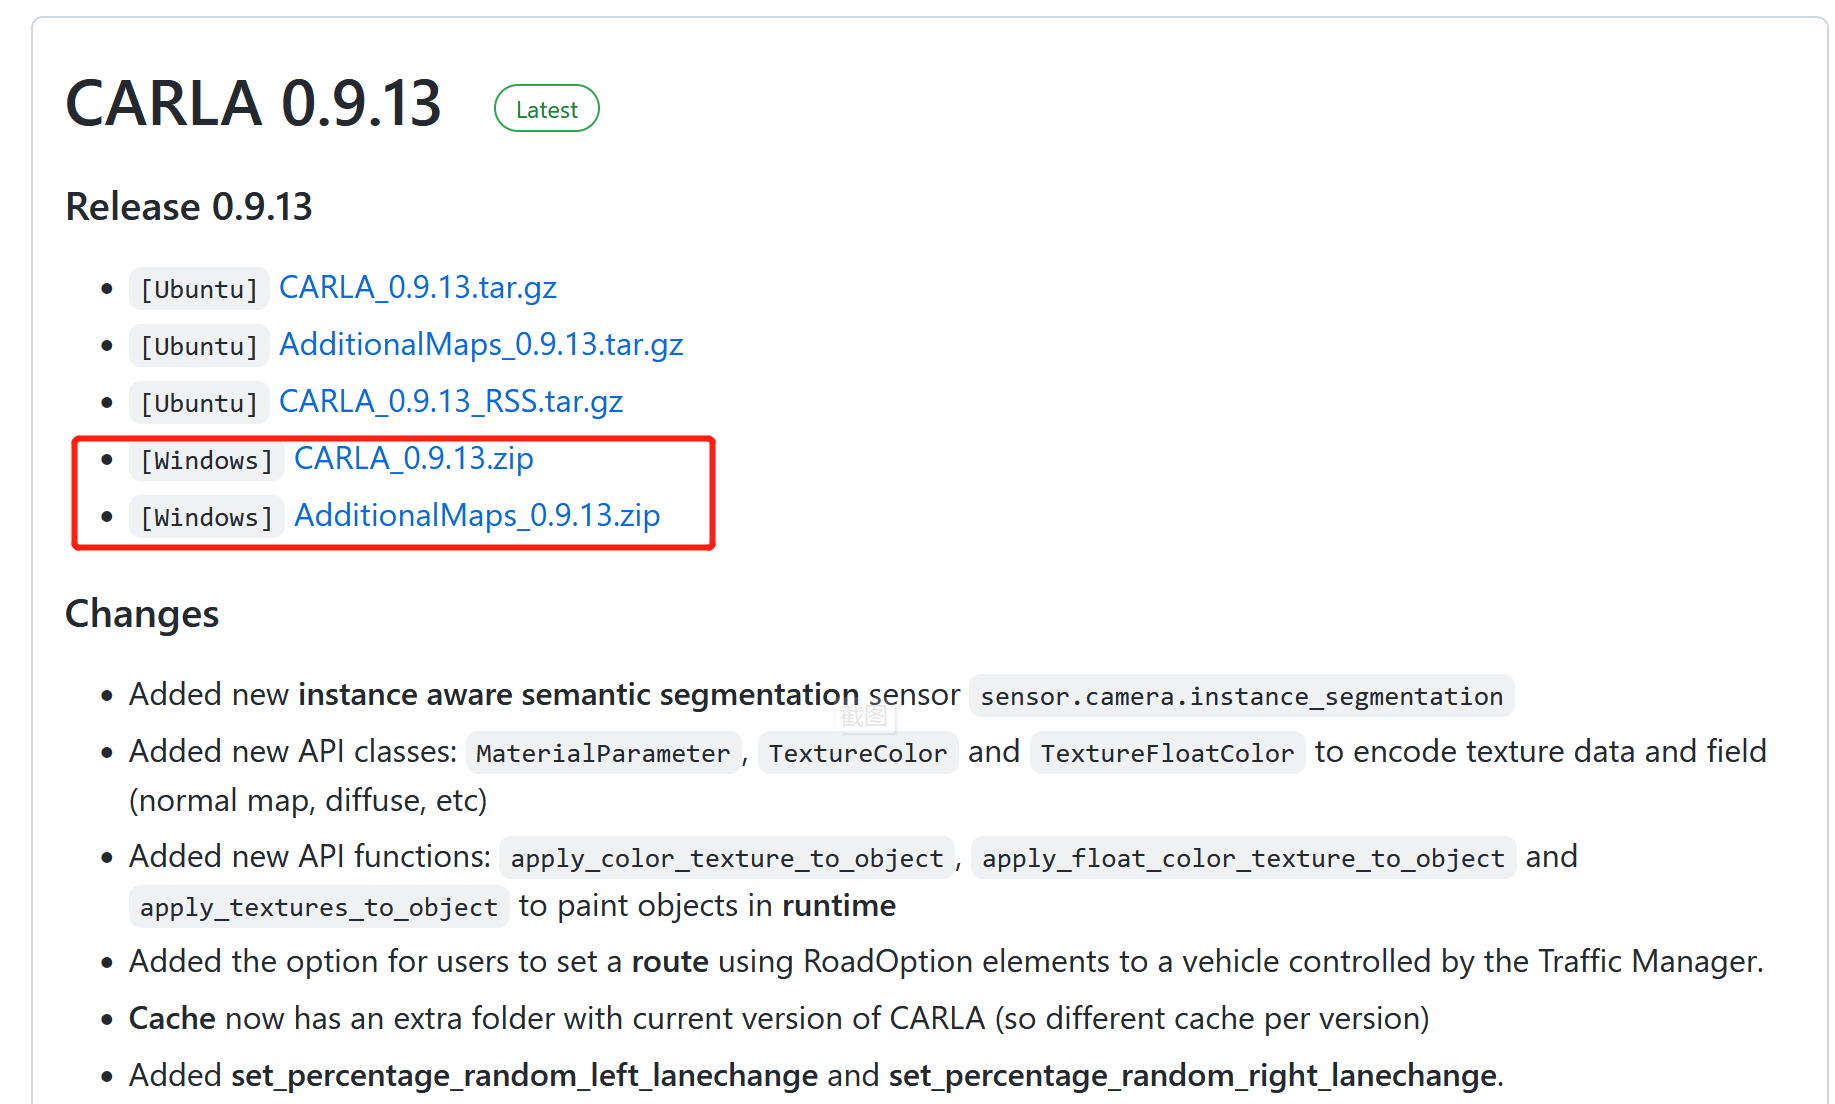 CARLA 0.9.13 Latest
Release 0.9.13
[Ubuntu] CARLA_0.9.13.tar.gz
[Ubuntu] AdditionalMaps_0.9.13.tar.gz
[Ubuntu] CARLA_0.9.13_RSS.tar.gz
[Windows] CARLA_0.9.13.zip
[Windows] AdditionalMaps_0.9.13.zip
Changes
Added new instance aware semantic segmentation sensor sensor.camera.instance_segmentation
截图
Added new API classes: MaterialParameter, TextureColor and TextureFloatColor to encode texture data and field
(normal map, diffuse, etc)
Added new API functions: apply_color_texture_to_object, apply_float_color_texture_to_object and
apply_textures_to_object to paint objects in runtime
Added the option for users to set a route using RoadOption elements to a vehicle controlled by the Traffic Manager.
Cache now has an extra folder with current version of CARLA (so different cache per version)
Added set_percentage_random_left_lanechange and set_percentage_random_right_lanechange.